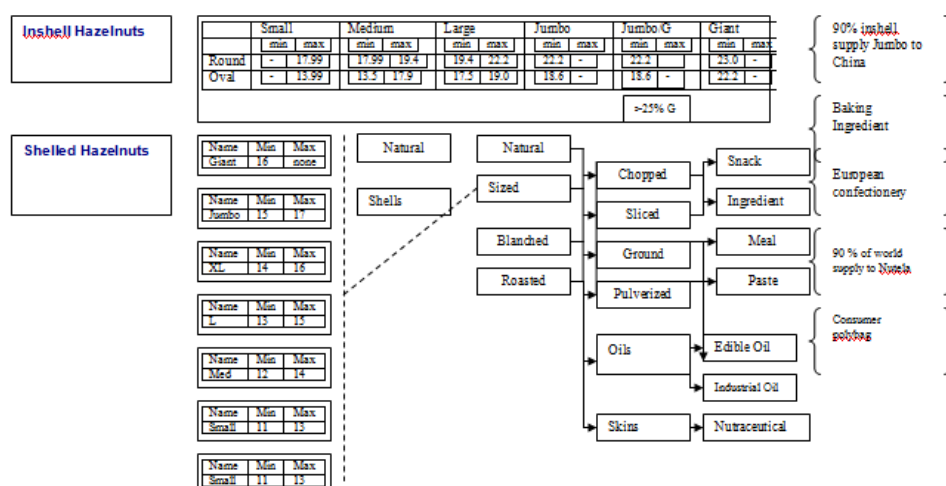 Inshell Hazelnuts
Small Medium Large Jumbo Jumbo/G Giant
min max min max min max min max min max min max
Round - 17.99 17.99 19.4 19.4 22.2 22.2 - 22.2 23.0 -
Oval - 13.99 13.5 17.9 17.5 19.0 18.6 - 18.6 - 22.2 -
>25% G
90% inshell
supply Jumbo to
China
Baking
Ingredient
European
confectionery
90 % of world
supply to Nutela
Consumer
polybag
Shelled Hazelnuts
Name Min Max
Giant 16 none
Name Min Max
Jumbo 15 17
Name Min Max
XL 14 16
Name Min Max
L 13 15
Name Min Max
Med 12 14
Name Min Max
Small 11 13
Name Min Max
Small 11 13
Natural
Shells
Natural
Sized
Blanched
Roasted
Chopped
Sliced
Ground
Pulverized
Oils
Skins
Snack
Ingredient
Meal
Paste
Edible Oil
Industrial Oil
Nutraceutical